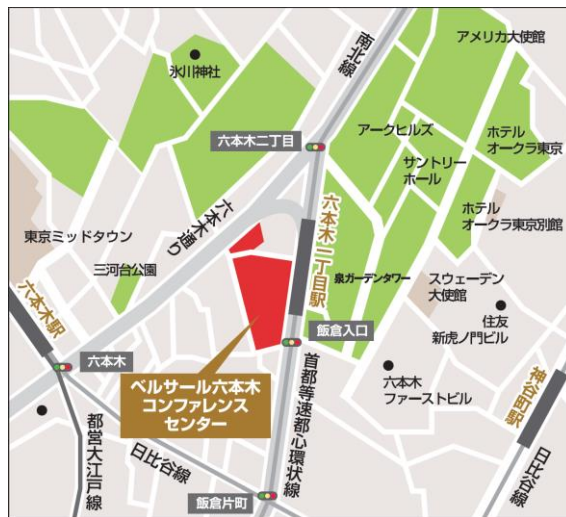 南北線
アメリカ大使館
氷川神社
六本木二丁目
アークヒルズ
ホテル
オークラ東京
サントリー
ホール
六本木通り
六本木一丁目駅
ホテル
オークラ東京別館
東京ミッドタウン
三河台公園
泉ガーデンタワー
スウェーデン
大使館
六本木駅
飯倉入口
住友
新虎ノ門ビル
六本木
ベルサール六本木
コンファレンス
センター
首都等速都心環状線
六本木
ファーストビル
神谷町駅
都営大江戸線
日比谷線
日比谷線
飯倉片町